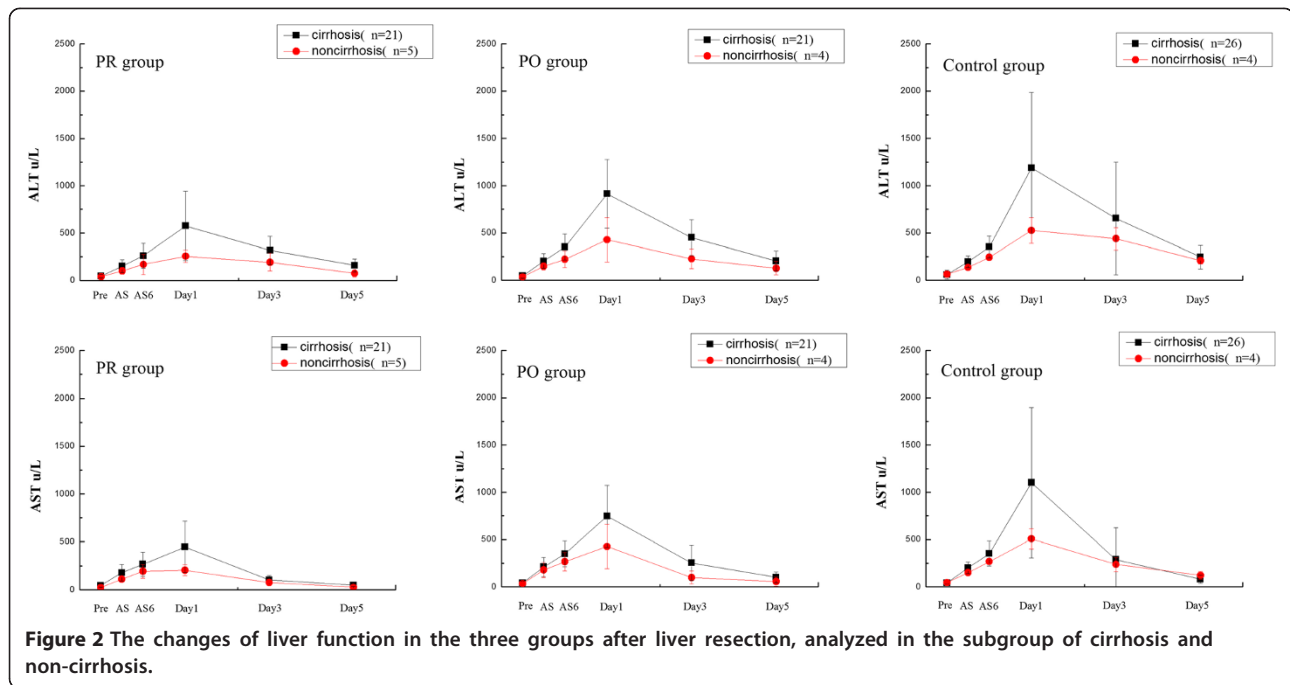 cirrhosis( n=21)
noncirrhosis( n=5)
PR group
ALT u/L
2500
2000
1500
1000
500
0
Pre AS AS6 Day1 Day3 Day5
cirrhosis( n=21)
noncirrhosis( n=4)
PO group
ALT u/L
2500
2000
1500
1000
500
0
Pre AS AS6 Day1 Day3 Day5
cirrhosis( n=26)
noncirrhosis( n=4)
Control group
ALT u/L
2500
2000
1500
1000
500
0
Pre AS AS6 Day1 Day3 Day5
cirrhosis( n=21)
noncirrhosis( n=5)
PR group
AST u/L
2500
2000
1500
1000
500
0
Pre AS AS6 Day1 Day3 Day5
cirrhosis( n=21)
noncirrhosis( n=4)
PO group
AST u/L
2500
2000
1500
1000
500
0
Pre AS AS6 Day1 Day3 Day5
cirrhosis( n=26)
noncirrhosis( n=4)
Control group
AST u/L
2500
2000
1500
1000
500
0
Pre AS AS6 Day1 Day3 Day5
Figure 2 The changes of liver function in the three groups after liver resection, analyzed in the subgroup of cirrhosis and
non-cirrhosis.